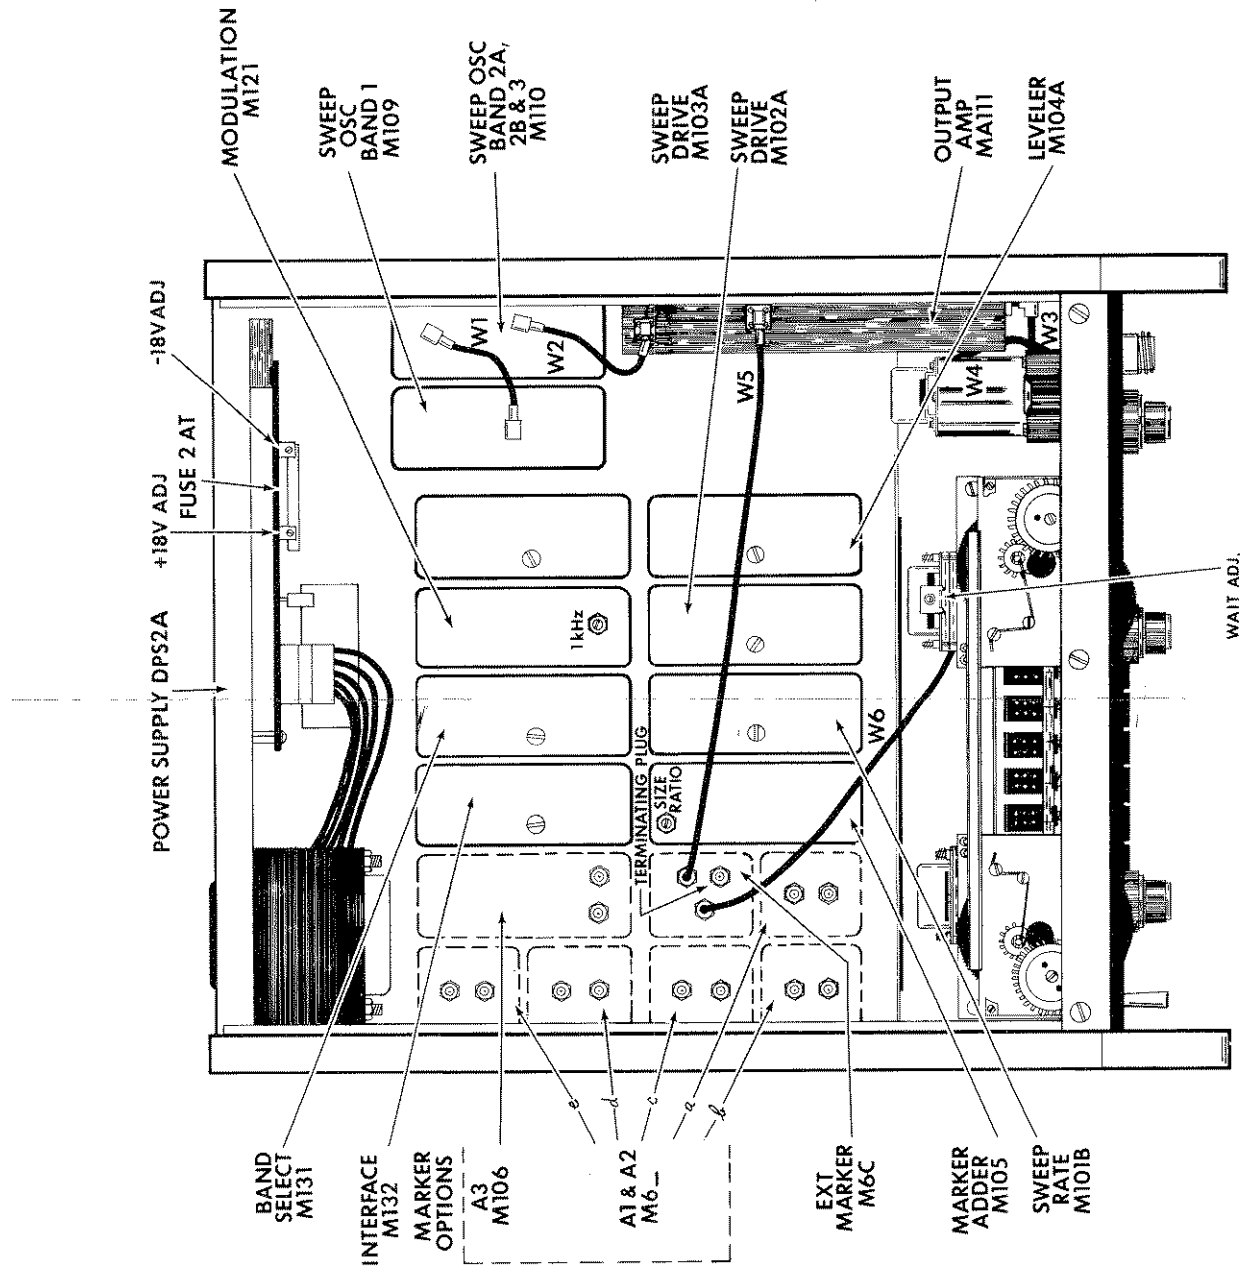 POWER SUPPLY DPS2A
+18V ADJ
FUSE 2 AT
-18V ADJ
MODULATION
M121
SWEEP
OSC
BAND 1
M109
SWEEP OSC
BAND 2A,
2B & 3
M110
SWEEP
DRIVE
M103A
SWEEP
DRIVE
M102A
OUTPUT
AMP
MA111
LEVELER
M104A
W1
W2
W5
W4
W3
1kHz
W6
SIZE
RATIO
TERMINATING PLUG
WAIT ADJ.
BAND
SELECT
M131
INTERFACE
M132
MARKER
OPTIONS
A3
M106
A1 & A2
M6_
e
d
c
a
b
EXT
MARKER
M6C
MARKER
ADDER
M105
SWEEP
RATE
M101B